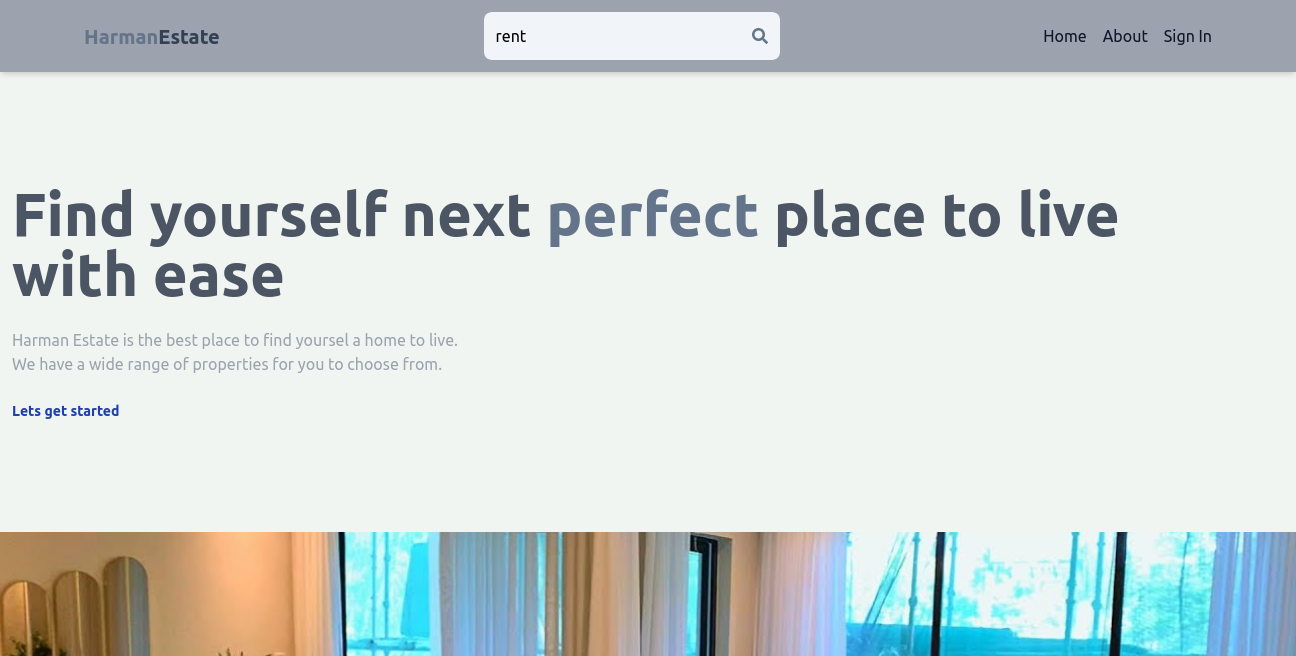 HarmanEstate
rent
Home About Sign In
Find yourself next perfect place to live
with ease
Harman Estate is the best place to find yoursel a home to live.
We have a wide range of properties for you to choose from.
Lets get started